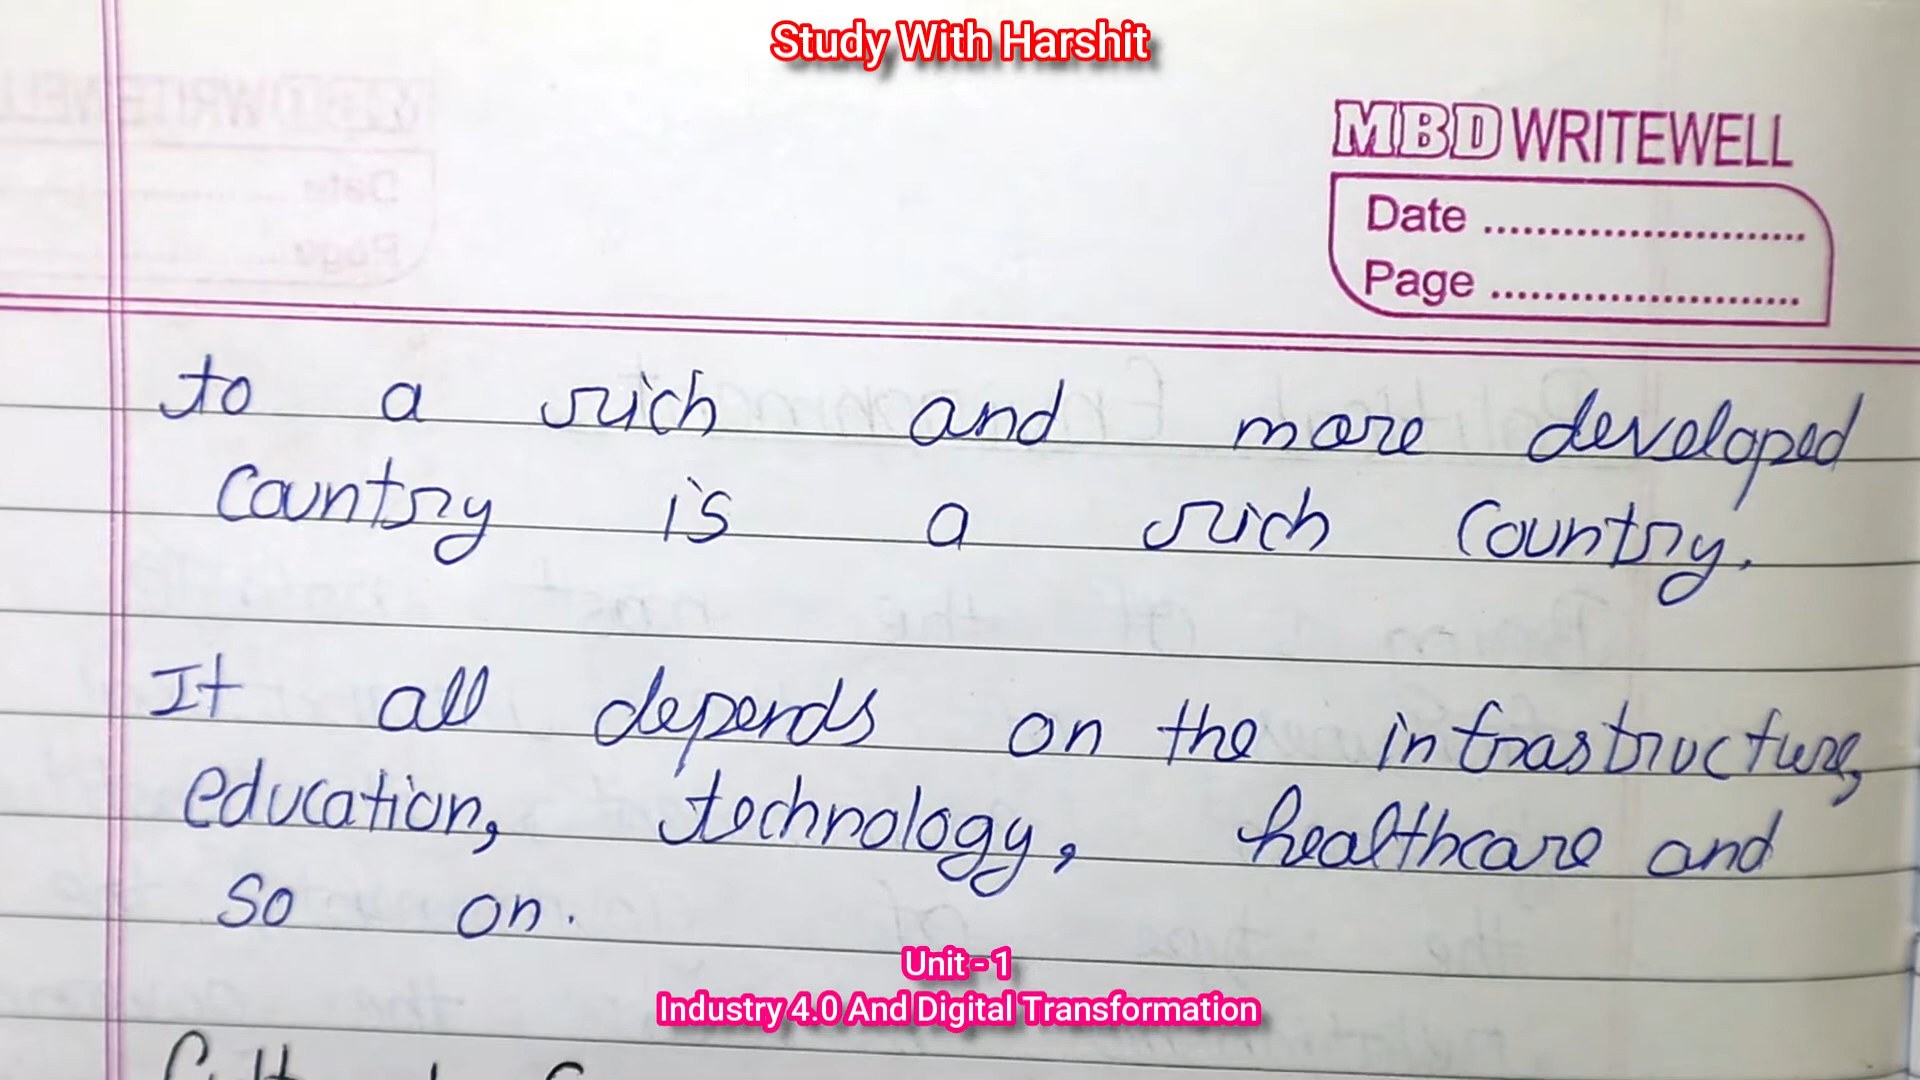 Study With Harshit
MBD WRITEWELL
Date
Page
to a rich and more developed
country is a rich country.
It all depends on the infrastructure,
education, technology, healthcare and
so on.
Unit - 1
Industry 4.0 And Digital Transformation